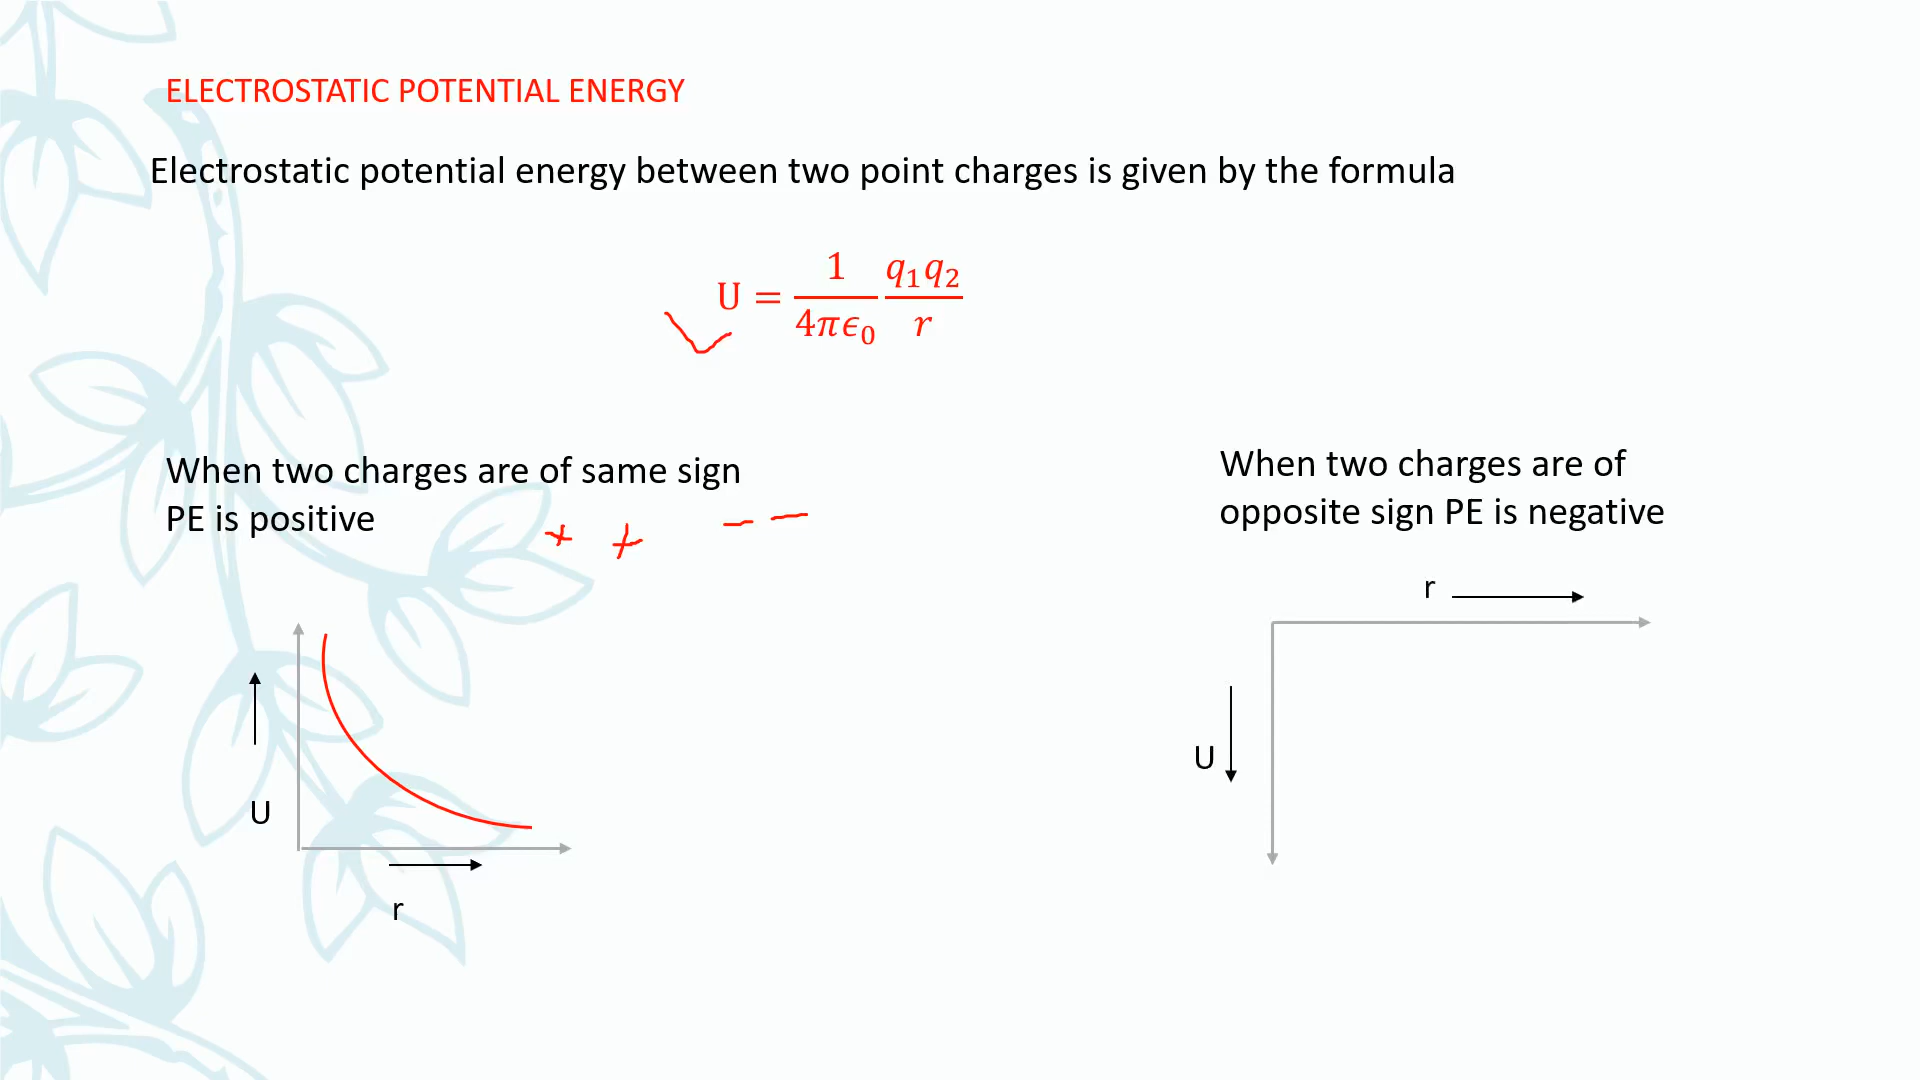 ELECTROSTATIC POTENTIAL ENERGY
Electrostatic potential energy between two point charges is given by the formula
U = 1/4πϵ₀ q₁q₂/r
When two charges are of same sign
PE is positive
+ + − −
U
r
When two charges are of
opposite sign PE is negative
r
U